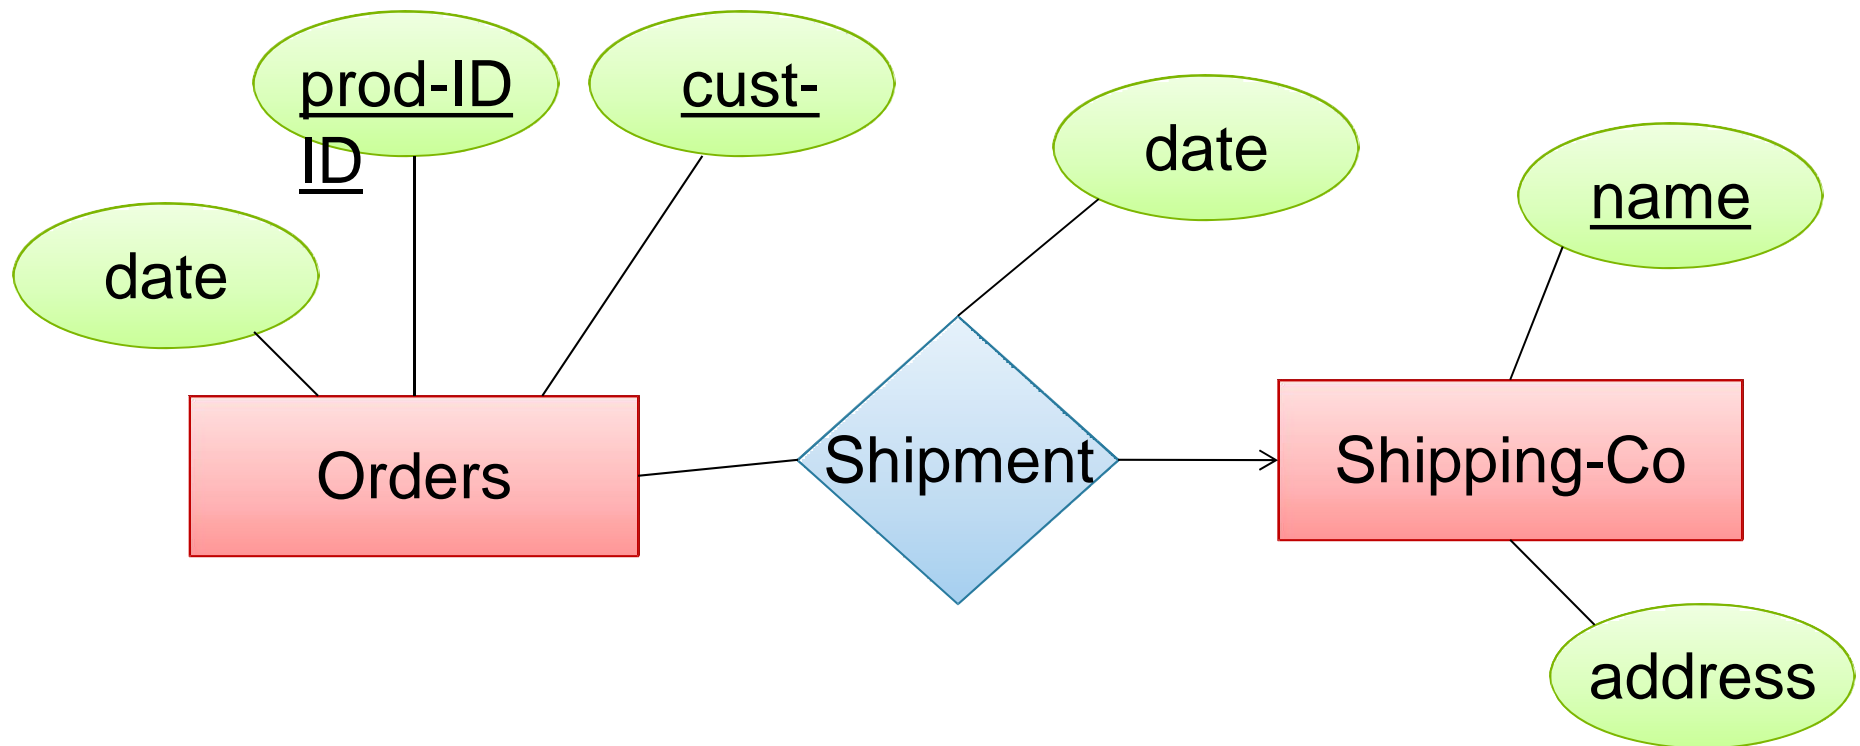 prod-ID cust-
ID
date
name
date
Shipment
Shipping-Co
Orders
address